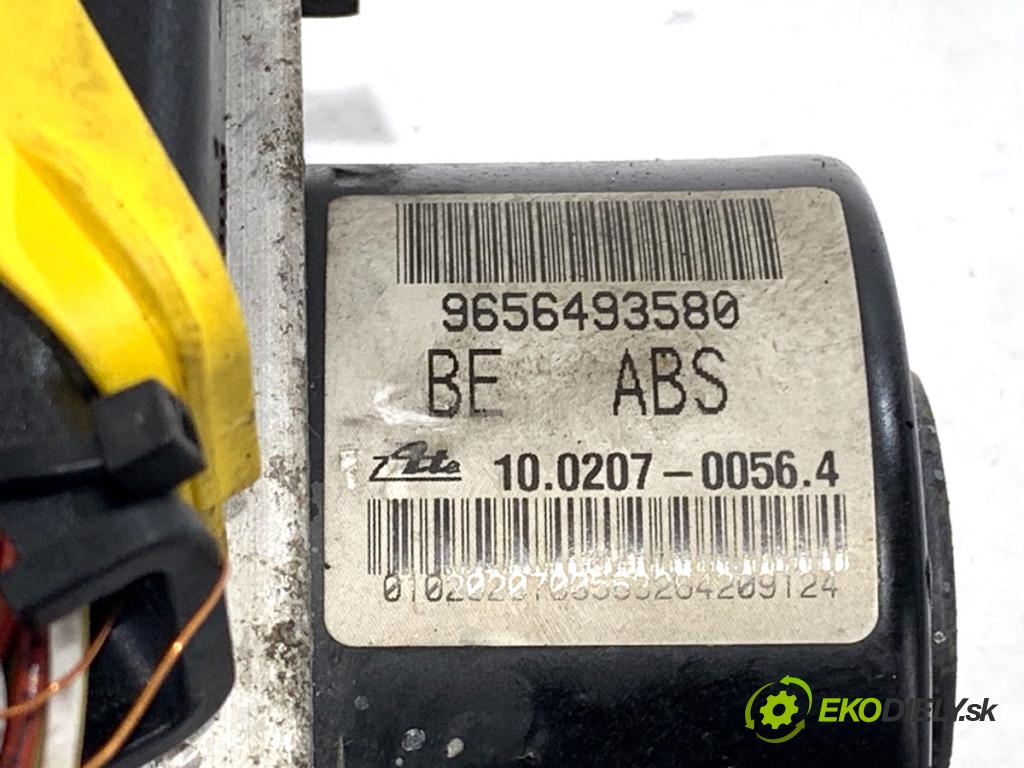 9656493580
BE ABS
Ate 10.0207-0056.4
EKODIELY.sk